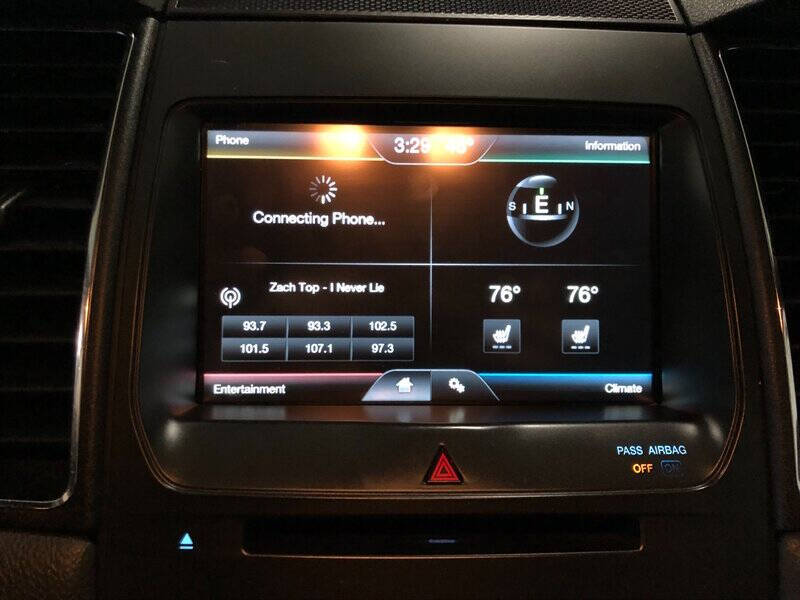 Phone
3:29
Information
Connecting Phone...
S E N
Zach Top - I Never Lie
76° 76°
93.7 93.3 102.5
101.5 107.1 97.3
Entertainment
Climate
PASS AIRBAG
OFF ON